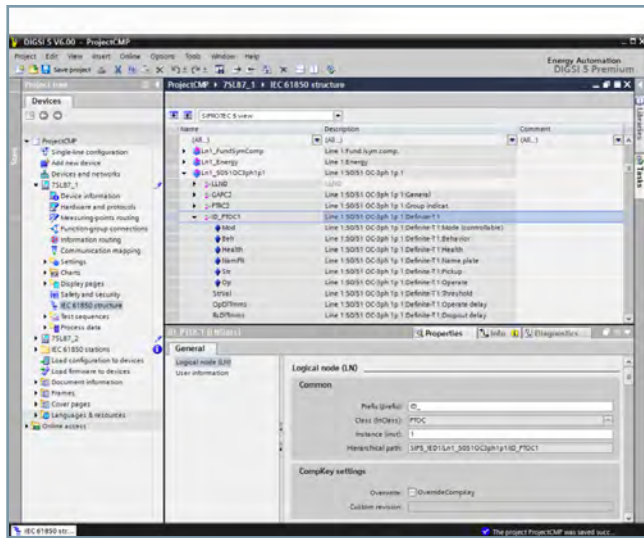 DIGSI 5 V6.00 - ProjectCMP
Project Edit View Insert Online Options Tools Window Help
Save project
Energy Automation
DIGSI 5 Premium
Project tree
Devices
ProjectCMP
Single-line configuration
Add new device
Devices and networks
7SL87_1
Device information
Hardware and protocols
Measuring-points routing
Function-group connections
Information routing
Communication mapping
Settings
Charts
Display pages
Safety and security
IEC 61850 structure
Test sequences
Process data
7SL87_2
IEC 61850 stations
Load configuration to devices
Load firmware to devices
Document information
Frames
Cover pages
Languages & resources
Online access
ProjectCMP 7SL87_1 IEC 61850 structure
SIPROTEC 5 view
Name Description Comment
(All...) (All...) (All...)
Ln1_FundSymComp Line 1:Fund./sym.comp.
Ln1_Energy Line 1:Energy
Ln1_5051OC3ph1p1 Line 1:50/51 OC-3ph 1p 1
LLN0 LLN0
GAPC2 Line 1:50/51 OC-3ph 1p 1:General
PTRC2 Line 1:50/51 OC-3ph 1p 1:Group indicat.
ID_PTOC1 Line 1:50/51 OC-3ph 1p 1:Definite-T 1
Mod Line 1:50/51 OC-3ph 1p 1:Definite-T 1:Mode (controllable)
Beh Line 1:50/51 OC-3ph 1p 1:Definite-T 1:Behavior
Health Line 1:50/51 OC-3ph 1p 1:Definite-T 1:Health
NamPlt Line 1:50/51 OC-3ph 1p 1:Definite-T 1:Name plate
Str Line 1:50/51 OC-3ph 1p 1:Definite-T 1:Pickup
Op Line 1:50/51 OC-3ph 1p 1:Definite-T 1:Operate
StrVal Line 1:50/51 OC-3ph 1p 1:Definite-T 1:Threshold
OpDlTmms Line 1:50/51 OC-3ph 1p 1:Definite-T 1:Operate delay
RsDlTmms Line 1:50/51 OC-3ph 1p 1:Definite-T 1:Dropout delay
Properties Info Diagnostics
General
Logical node (LN)
User information
Logical node (LN)
Common
Prefix (prefix): ID_
Class (lnClass): PTOC
Instance (inst): 1
Hierarchical path: SIP5_IED1/Ln1_5051OC3ph1p1/ID_PTOC1
CompKey settings
Overwrite: OverrideCompKey
Custom revision:
IEC 61850 str...
The project ProjectCMP was saved succ...
Libraries
Tasks